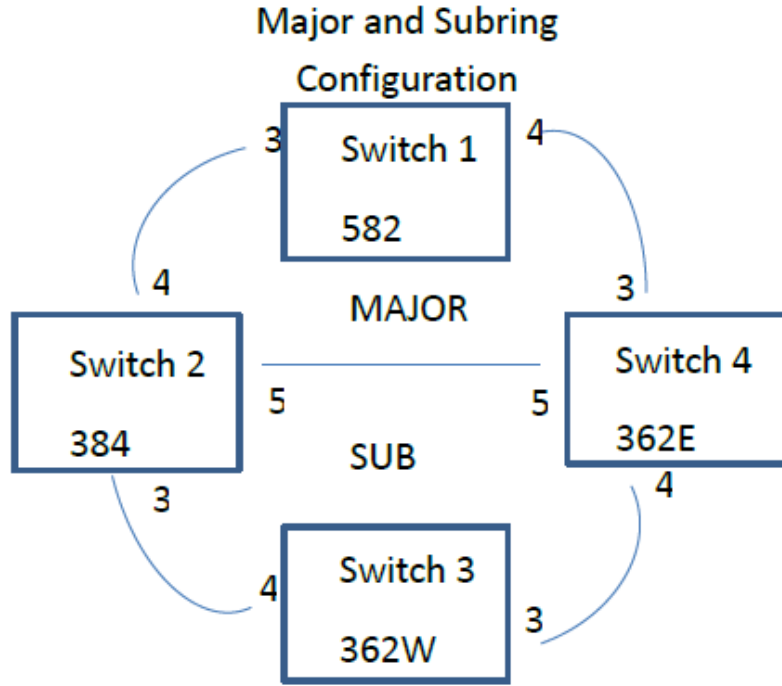 Major and Subring
Configuration
3
Switch 1
4
582
4
3
MAJOR
Switch 2
Switch 4
5
5
384
362E
SUB
3
4
Switch 3
4
3
362W